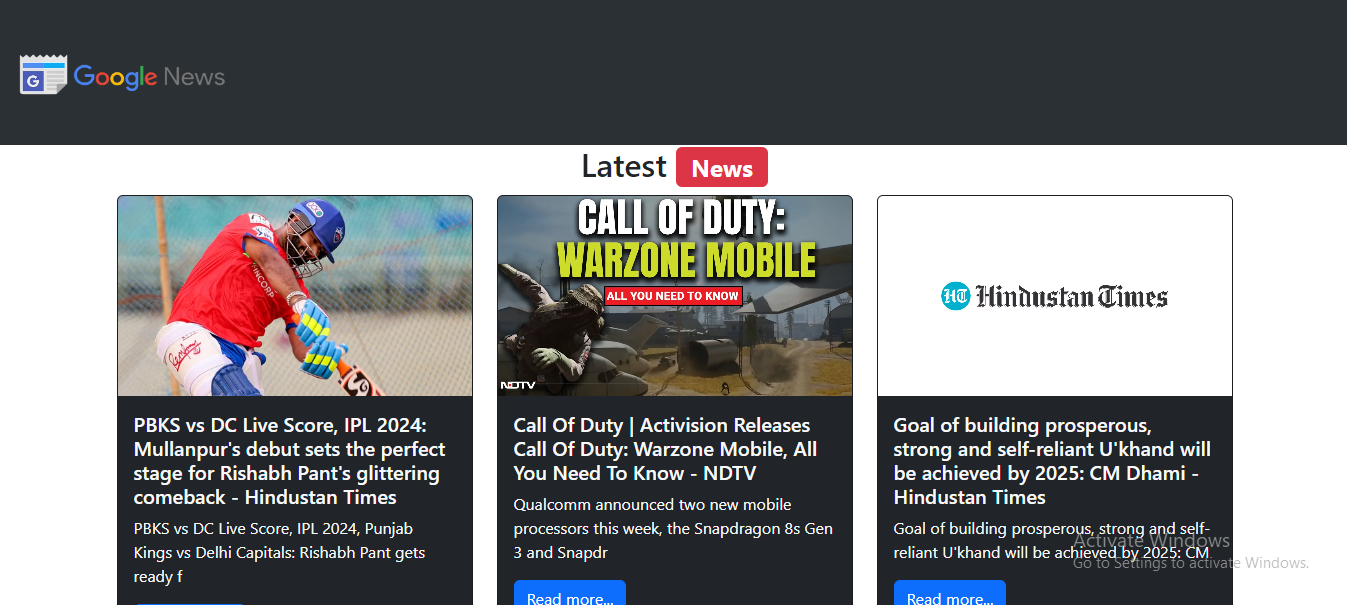 G Google News
Latest News
CALL OF DUTY:
WARZONE MOBILE
ALL YOU NEED TO KNOW
NDTV
HT Hindustan Times
PBKS vs DC Live Score, IPL 2024:
Mullanpur's debut sets the perfect
stage for Rishabh Pant's glittering
comeback - Hindustan Times
PBKS vs DC Live Score, IPL 2024, Punjab
Kings vs Delhi Capitals: Rishabh Pant gets
ready f
Call Of Duty | Activision Releases
Call Of Duty: Warzone Mobile, All
You Need To Know - NDTV
Qualcomm announced two new mobile
processors this week, the Snapdragon 8s Gen
3 and Snapdr
Read more...
Goal of building prosperous,
strong and self-reliant U'khand will
be achieved by 2025: CM Dhami -
Hindustan Times
Goal of building prosperous, strong and self-
reliant U'khand will be achieved by 2025: CM
Read more...
Activate Windows
Go to Settings to activate Windows.